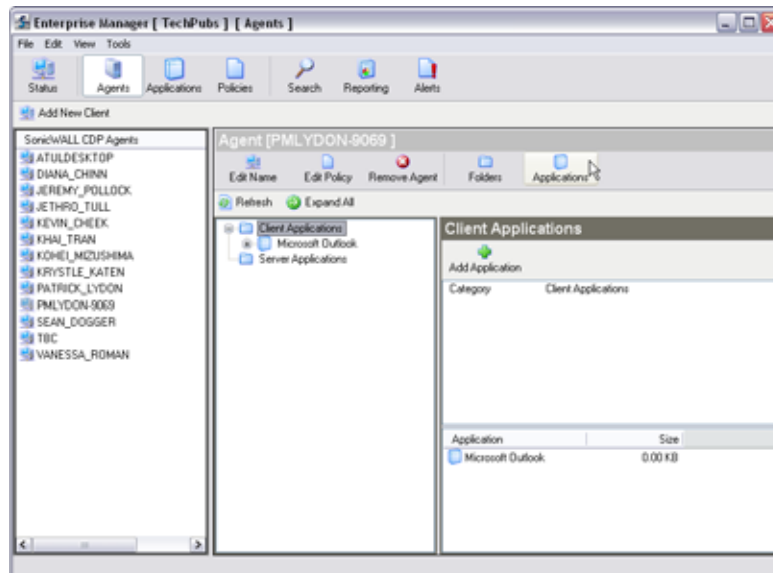 Enterprise Manager [ TechPubs ] [ Agents ]
File Edit View Tools
Status Agents Applications Policies Search Reporting Alerts
Add New Client
SonicWALL CDP Agents
ATULDESKTOP
DIANA_CHINN
JEREMY_POLLOCK
JETHRO_TULL
KEVIN_CHEEK
KHAI_TRAN
KOHEI_MIZUSHIMA
KRYSTLE_KATEN
PATRICK_LYDON
PMLYDON-9069
SEAN_DOGGER
TBC
VANESSA_ROMAN
Agent [PMLYDON-9069 ]
Edit Name Edit Policy Remove Agent Folders Applications
Refresh Expand All
Client Applications
Microsoft Outlook
Server Applications
Client Applications
Add Application
Category Client Applications
Application Size
Microsoft Outlook 0.00 KB